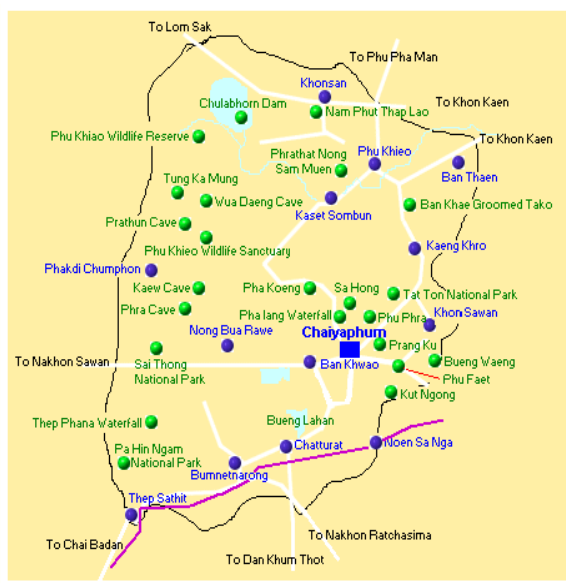 To Lom Sak
To Phu Pha Man
Khonsan
Chulabhorn Dam
To Khon Kaen
Nam Phut Thap Lao
Phu Khiao Wildlife Reserve
To Khon Kaen
Phrathat Nong
Sam Muen
Phu Khieo
Ban Thaen
Tung Ka Mung
Wua Daeng Cave
Kaset Sombun
Ban Khae Groomed Tako
Prathun Cave
Phu Khieo Wildlife Sanctuary
Kaeng Khro
Phakdi Chumphon
Kaew Cave
Pha Koeng
Sa Hong
Tat Ton National Park
Phra Cave
Pha Iang Waterfall
Phu Phra
Khon Sawan
Nong Bua Rawe
Chaiyaphum
Prang Ku
To Nakhon Sawan
Sai Thong
National Park
Ban Khwao
Bueng Waeng
Phu Faet
Kut Ngong
Thep Phana Waterfall
Bueng Lahan
Pa Hin Ngam
National Park
Chatturat
Noen Sa Nga
Bumnetnarong
Thep Sathit
To Nakhon Ratchasima
To Chai Badan
To Dan Khum Thot